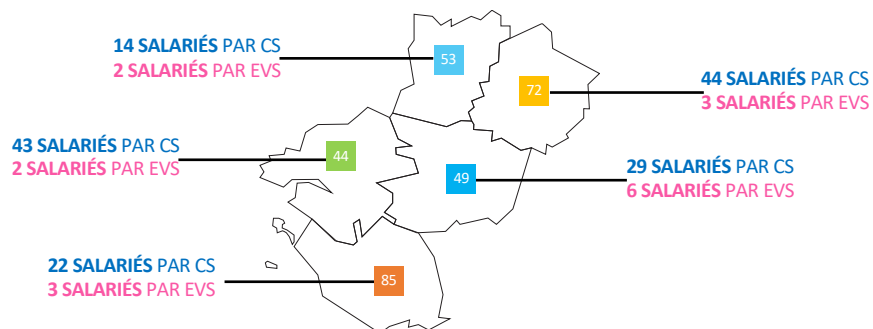 14 SALARIÉS PAR CS
2 SALARIÉS PAR EVS
53
72
44 SALARIÉS PAR CS
3 SALARIÉS PAR EVS
43 SALARIÉS PAR CS
2 SALARIÉS PAR EVS
44
49
29 SALARIÉS PAR CS
6 SALARIÉS PAR EVS
22 SALARIÉS PAR CS
3 SALARIÉS PAR EVS
85